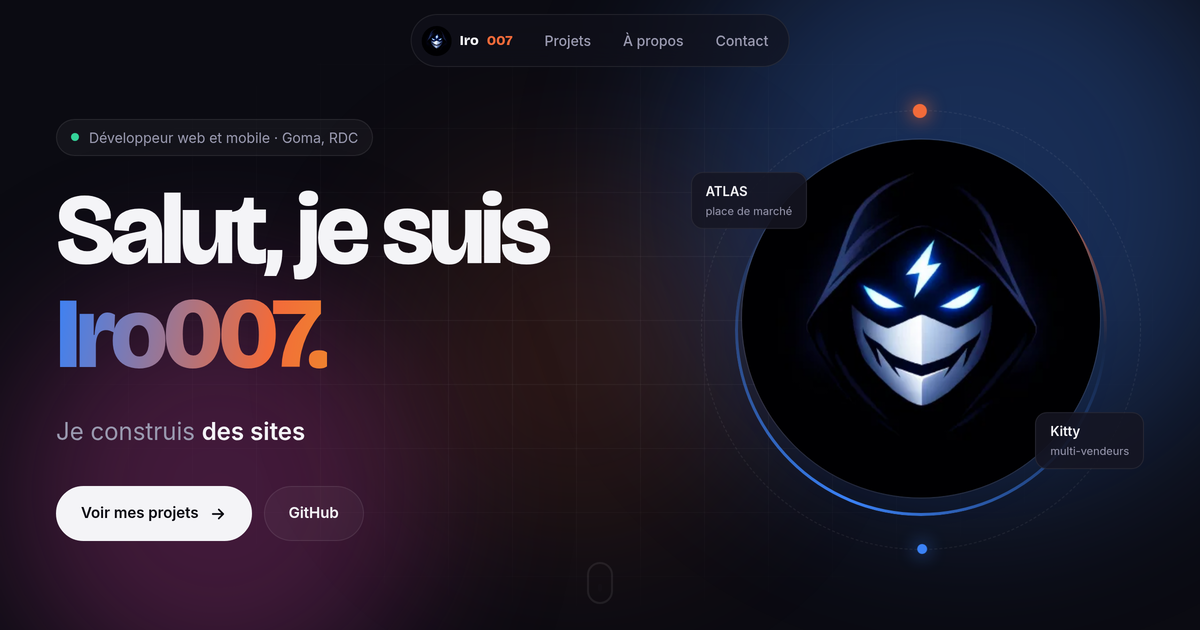 Iro 007 Projets À propos Contact
Développeur web et mobile · Goma, RDC
Salut, je suis
Iro007.
Je construis des sites
Voir mes projets →
GitHub
ATLAS
place de marché
Kitty
multi-vendeurs